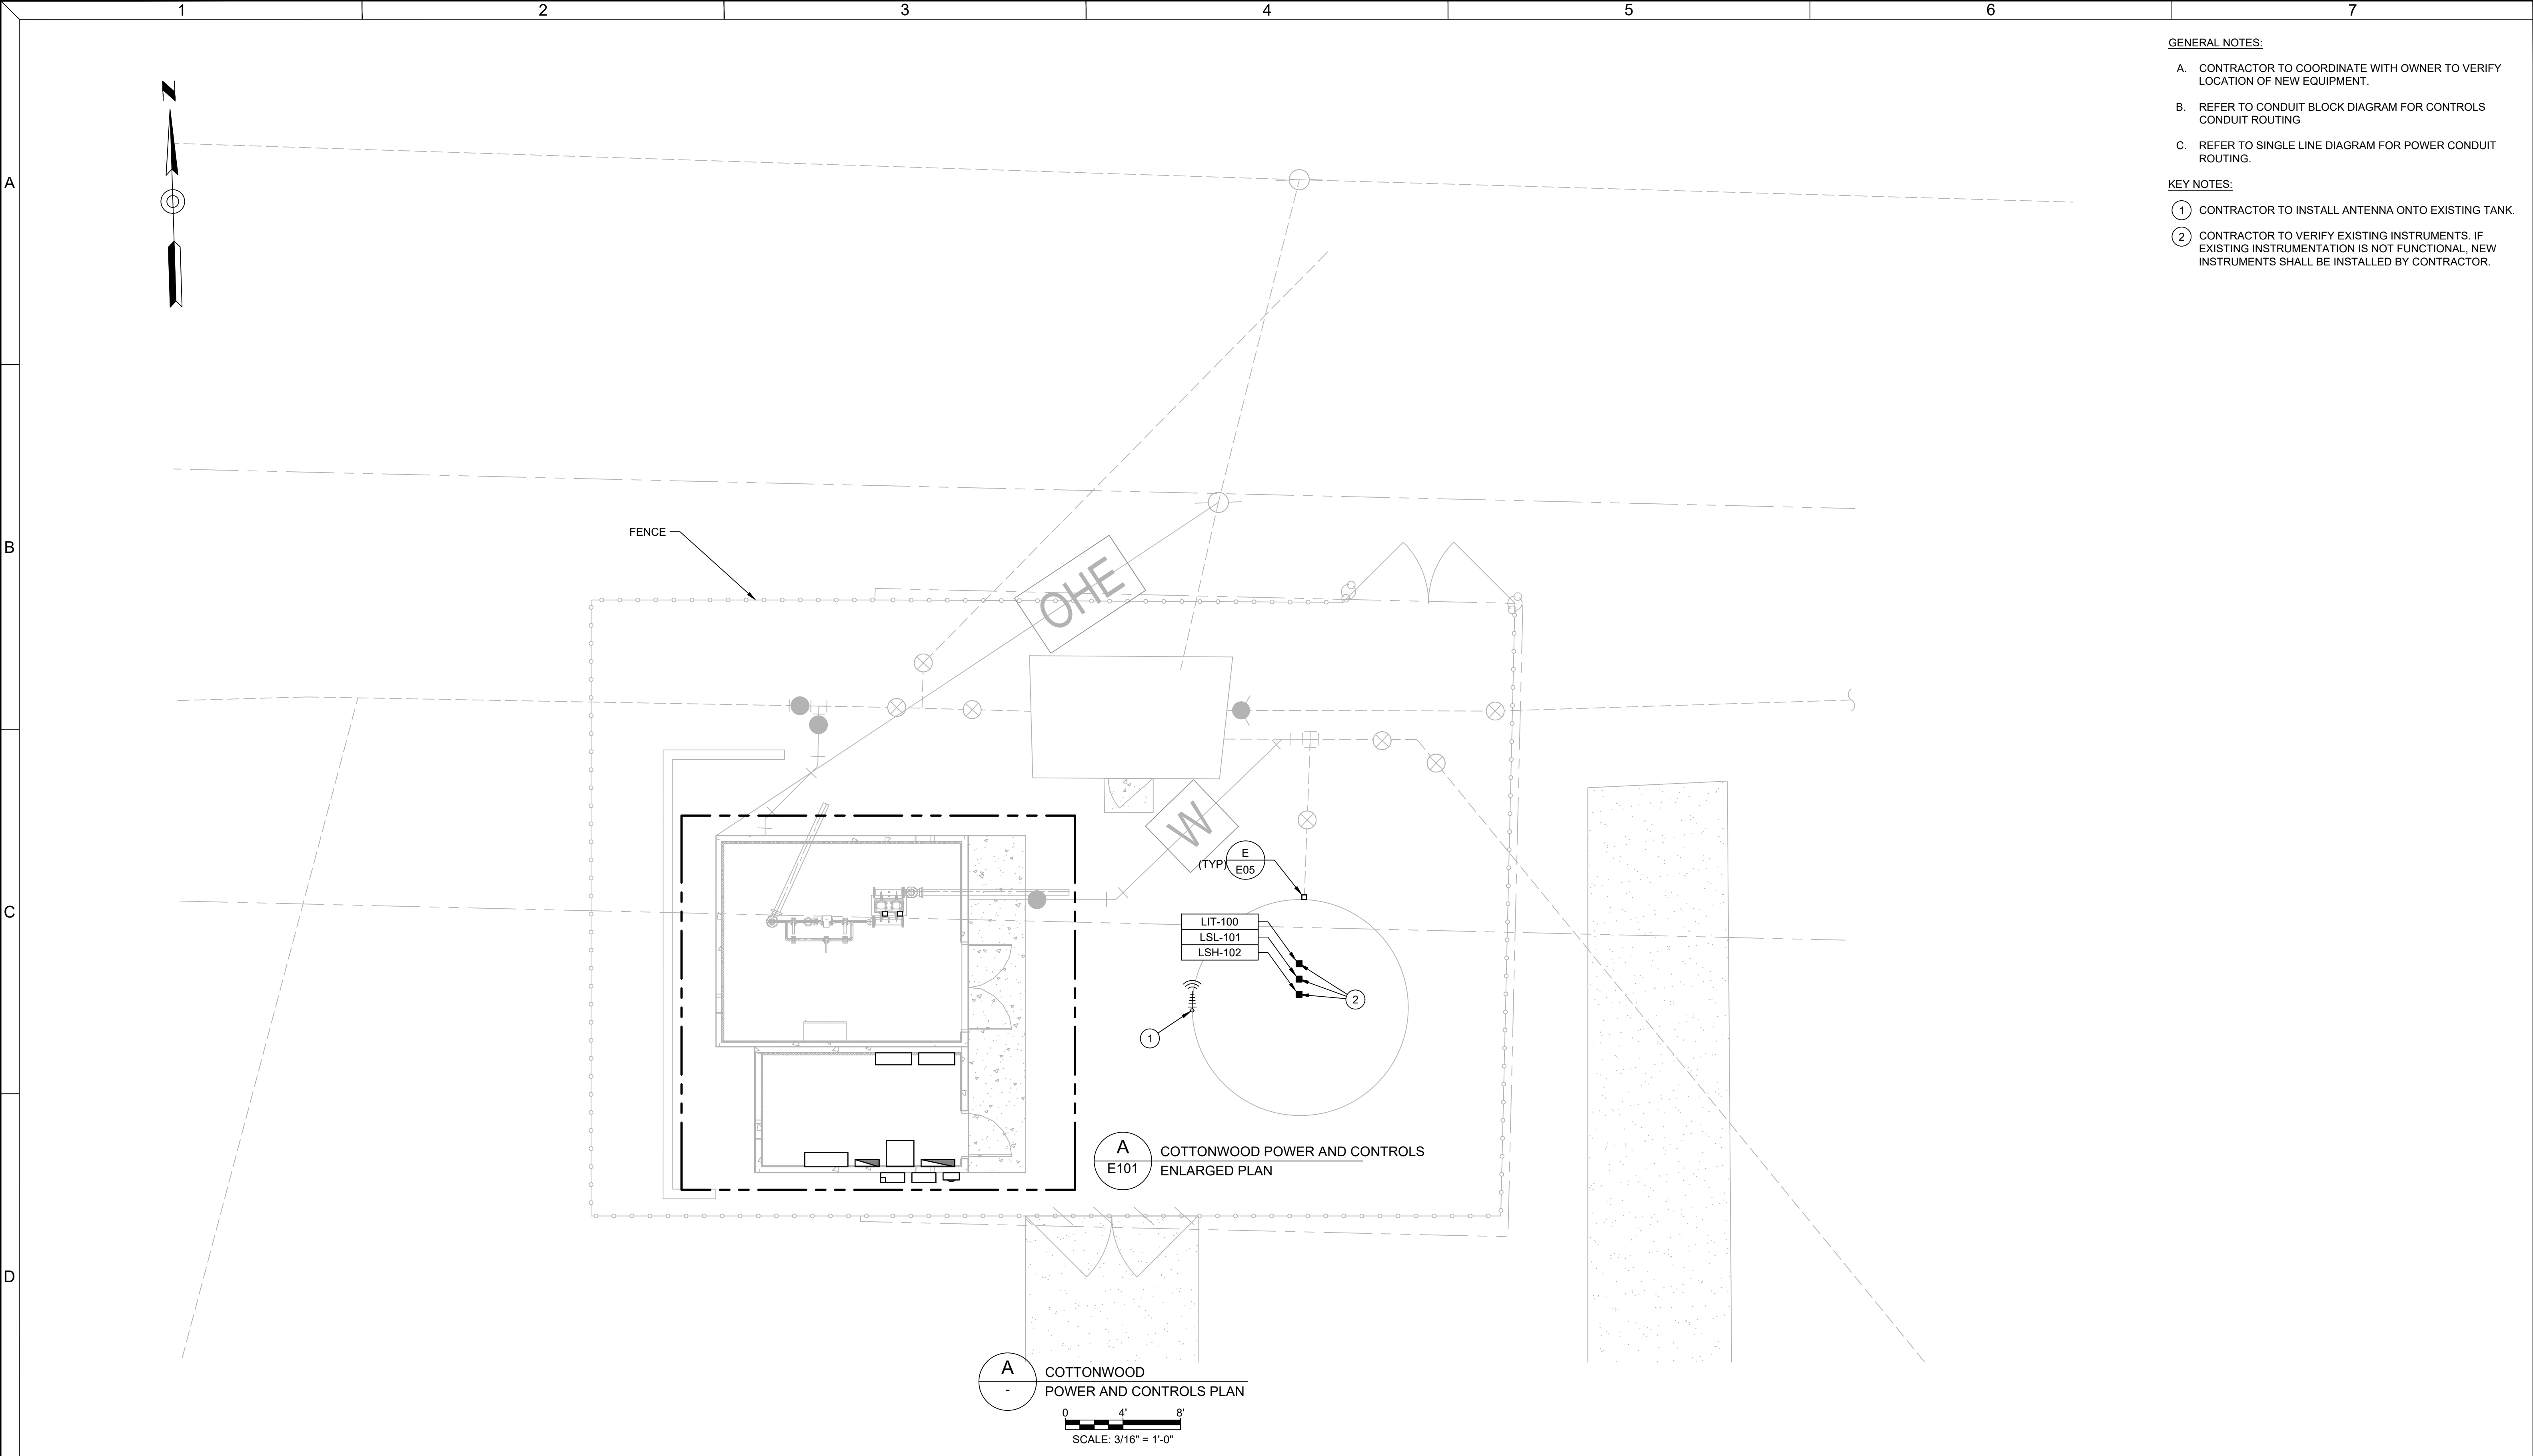 1 2 3 4 5 6 7
GENERAL NOTES:
A. CONTRACTOR TO COORDINATE WITH OWNER TO VERIFY
LOCATION OF NEW EQUIPMENT.
B. REFER TO CONDUIT BLOCK DIAGRAM FOR CONTROLS
CONDUIT ROUTING
C. REFER TO SINGLE LINE DIAGRAM FOR POWER CONDUIT
ROUTING.
KEY NOTES:
1 CONTRACTOR TO INSTALL ANTENNA ONTO EXISTING TANK.
2 CONTRACTOR TO VERIFY EXISTING INSTRUMENTS. IF
EXISTING INSTRUMENTATION IS NOT FUNCTIONAL, NEW
INSTRUMENTS SHALL BE INSTALLED BY CONTRACTOR.
N
A
B
C
D
FENCE
OHE
W
(TYP)
E
E05
LIT-100
LSL-101
LSH-102
2
1
A
E101
COTTONWOOD POWER AND CONTROLS
ENLARGED PLAN
A
-
COTTONWOOD
POWER AND CONTROLS PLAN
0 4' 8'
SCALE: 3/16" = 1'-0"